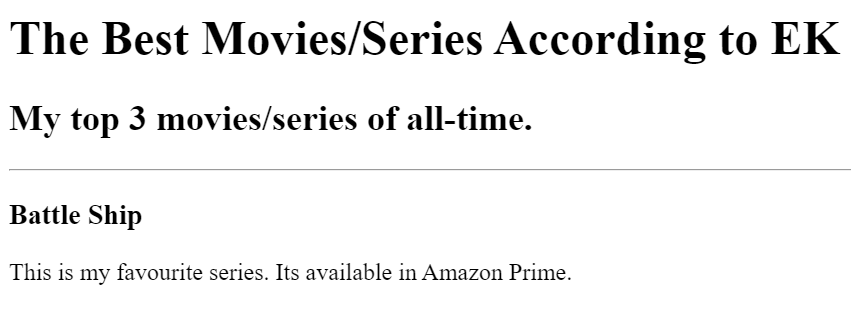 The Best Movies/Series According to EK
My top 3 movies/series of all-time.
Battle Ship
This is my favourite series. Its available in Amazon Prime.